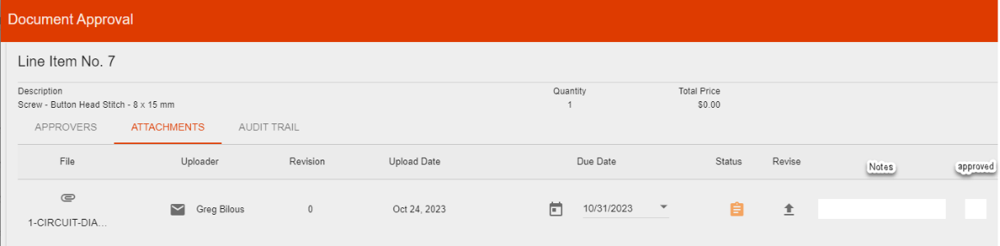 Document Approval
Line Item No. 7
Description Quantity Total Price
Screw - Button Head Stitch - 8 x 15 mm 1 $0.00
APPROVERS ATTACHMENTS AUDIT TRAIL
File Uploader Revision Upload Date Due Date Status Revise Notes approved
Greg Bilous 0 Oct 24, 2023 10/31/2023
1-CIRCUIT-DIA...